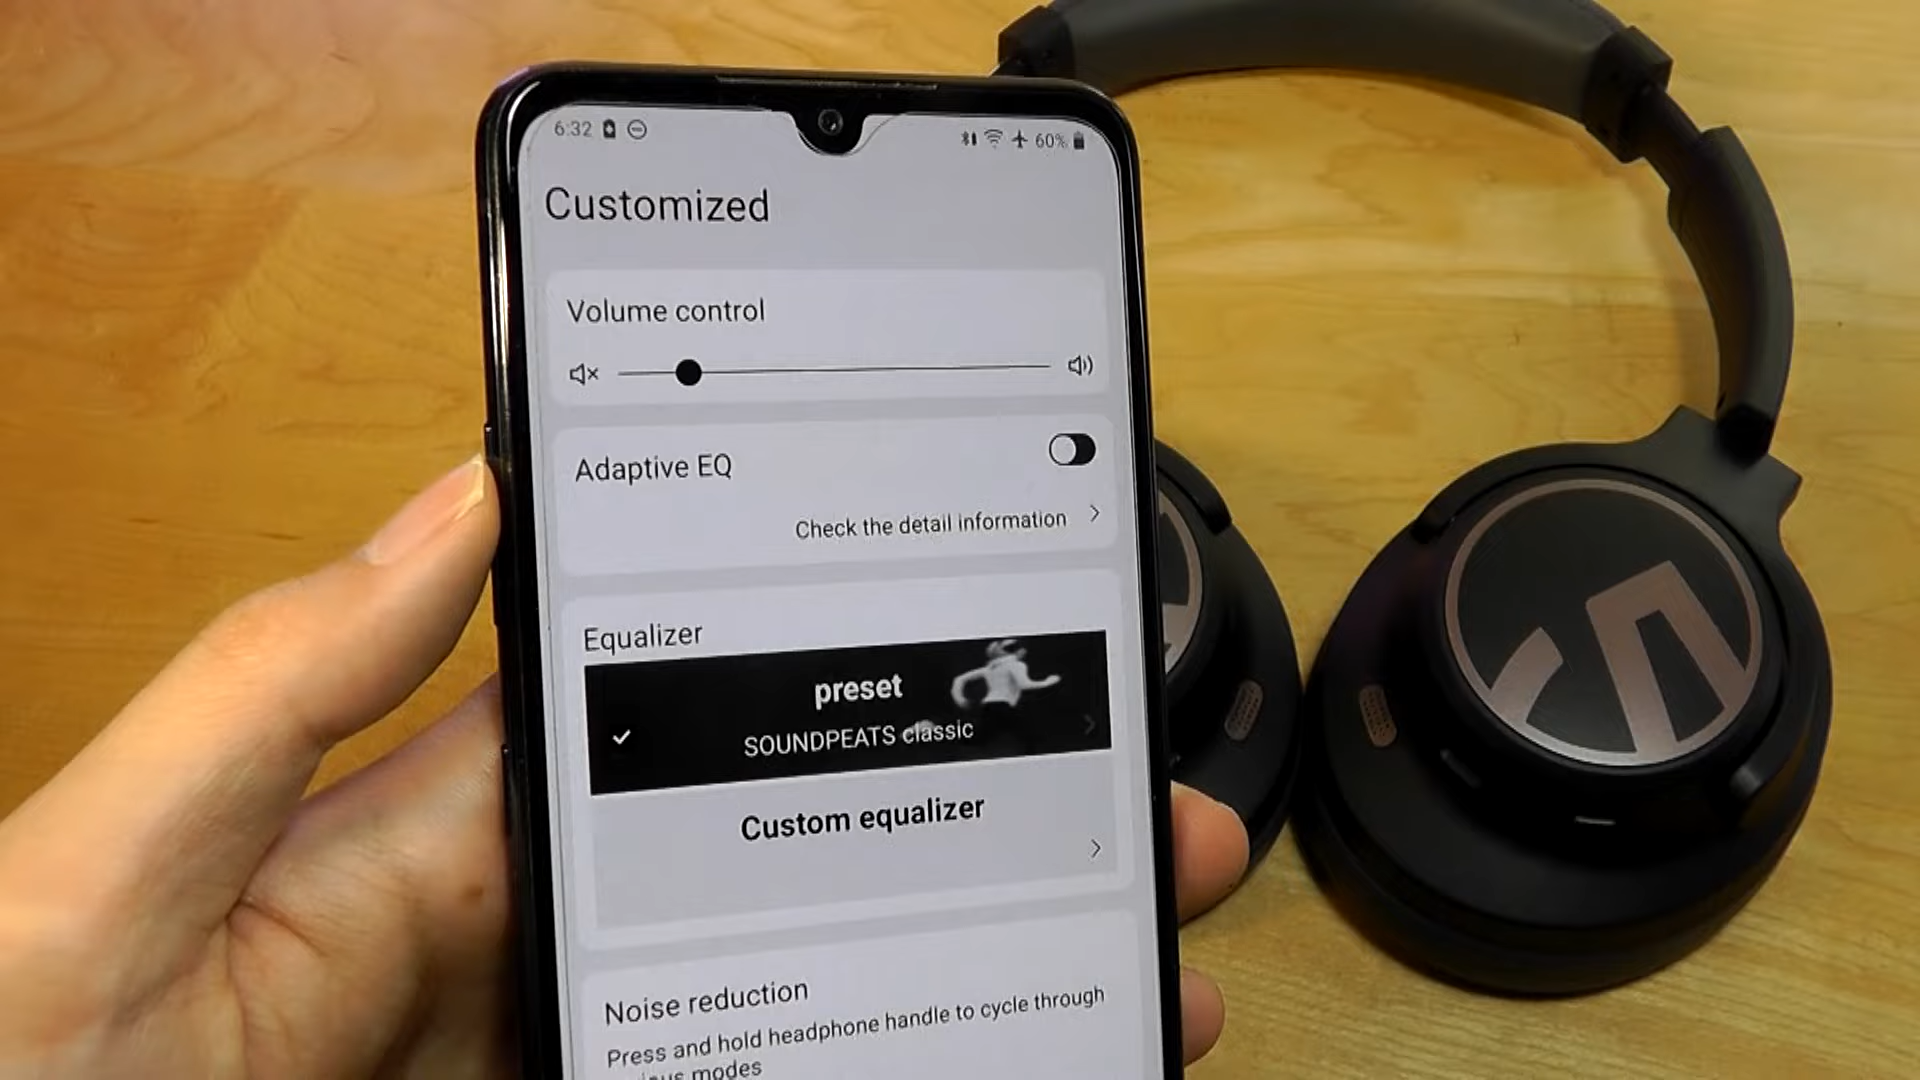 6:32
60%
Customized
Volume control
Adaptive EQ
Check the detail information
Equalizer
preset
SOUNDPEATS classic
Custom equalizer
Noise reduction
Press and hold headphone handle to cycle through
modes